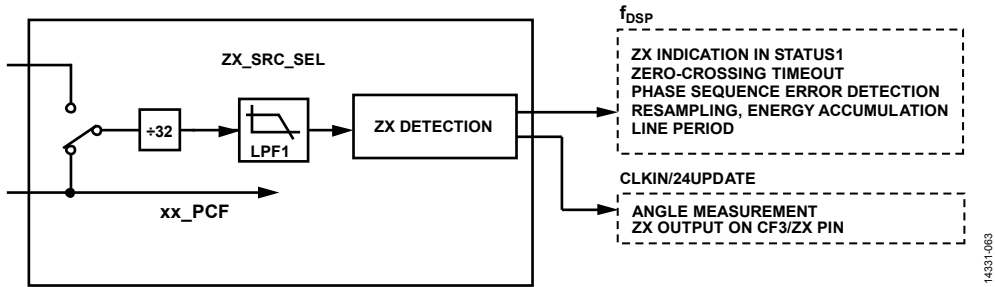 fDSP
ZX_SRC_SEL
÷32
LPF1
ZX DETECTION
xx_PCF
ZX INDICATION IN STATUS1
ZERO-CROSSING TIMEOUT
PHASE SEQUENCE ERROR DETECTION
RESAMPLING, ENERGY ACCUMULATION
LINE PERIOD
CLKIN/24UPDATE
ANGLE MEASUREMENT
ZX OUTPUT ON CF3/ZX PIN
14331-063